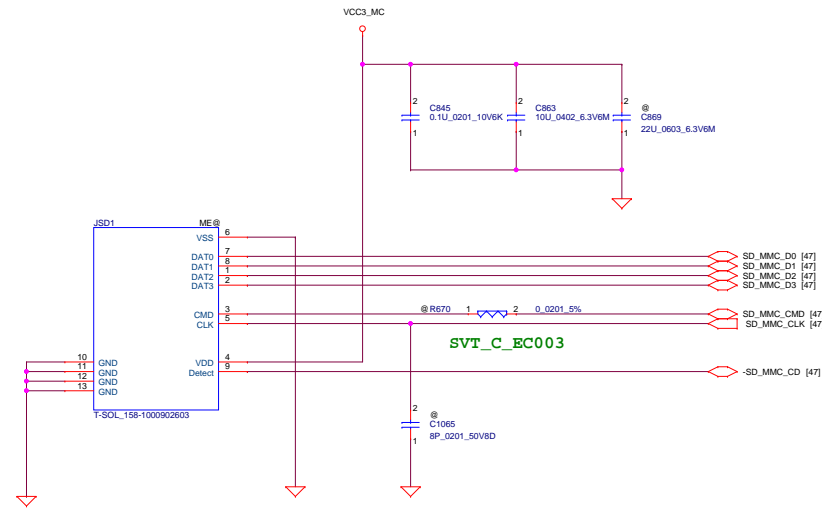 VCC3_MC
2
C845
0.1U_0201_10V6K
1
2
C863
10U_0402_6.3V6M
1
2
@
C869
22U_0603_6.3V6M
1
JSD1
ME@
VSS
6
DAT0
7
SD_MMC_D0 [47]
DAT1
8
SD_MMC_D1 [47]
DAT2
1
SD_MMC_D2 [47]
DAT3
2
SD_MMC_D3 [47]
CMD
3
@
R670
1
2
0_0201_5%
SD_MMC_CMD [47
CLK
5
SD_MMC_CLK [47
SVT_C_EC003
10
GND
VDD
4
11
GND
Detect
9
-SD_MMC_CD [47]
12
GND
13
GND
T-SOL_158-1000902603
2
@
C1065
8P_0201_50V8D
1